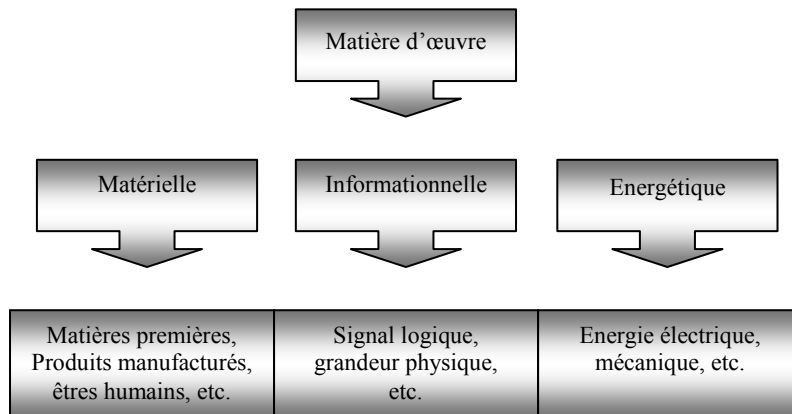 Matière d’œuvre
Matérielle
Informationnelle
Energétique
Matières premières,
Produits manufacturés,
êtres humains, etc.
Signal logique,
grandeur physique,
etc.
Energie électrique,
mécanique, etc.